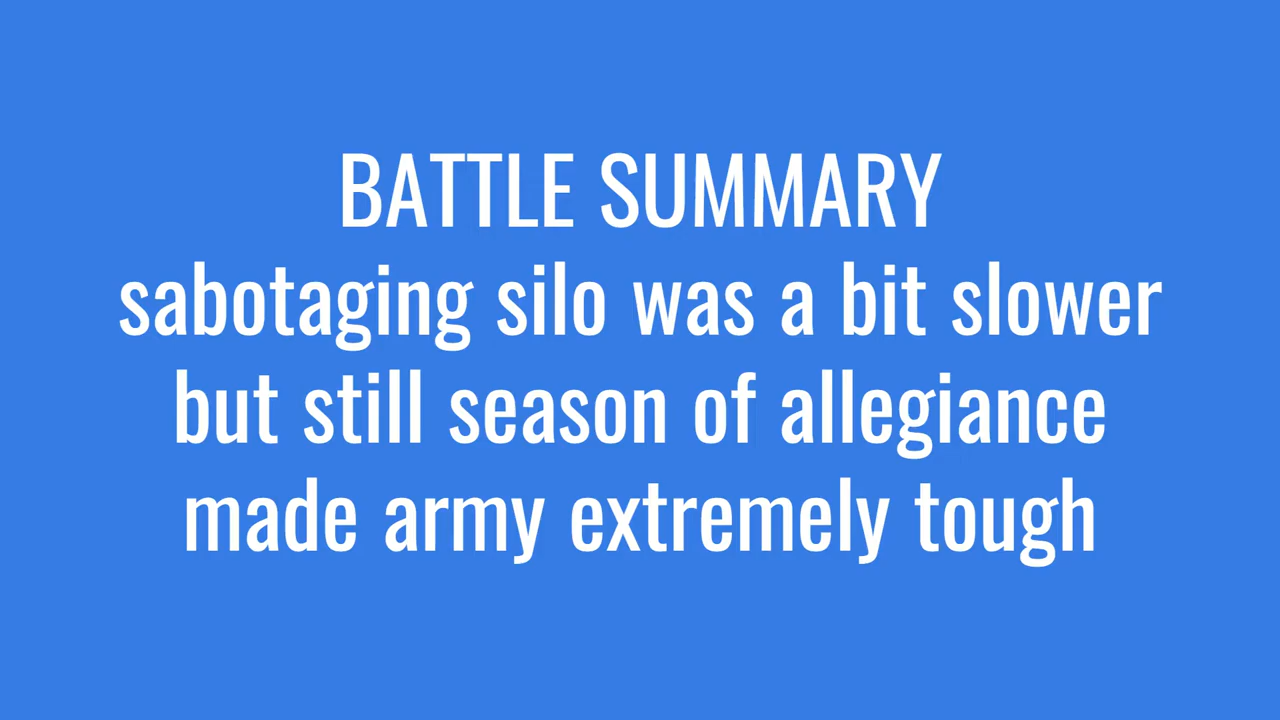 BATTLE SUMMARY
sabotaging silo was a bit slower
but still season of allegiance
made army extremely tough